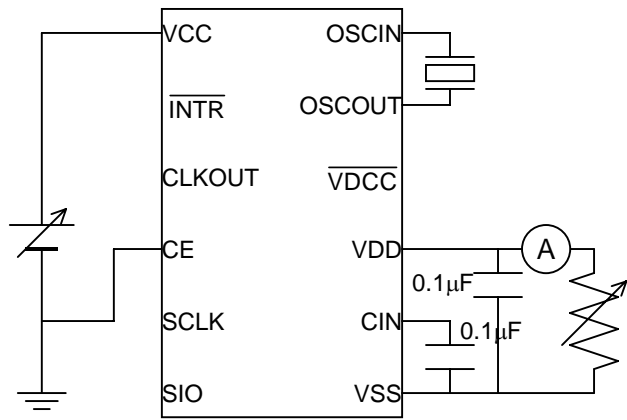 VCC OSCIN
INTR OSCOUT
CLKOUT VDCC
CE VDD A
0.1μF
SCLK CIN 0.1μF
SIO VSS